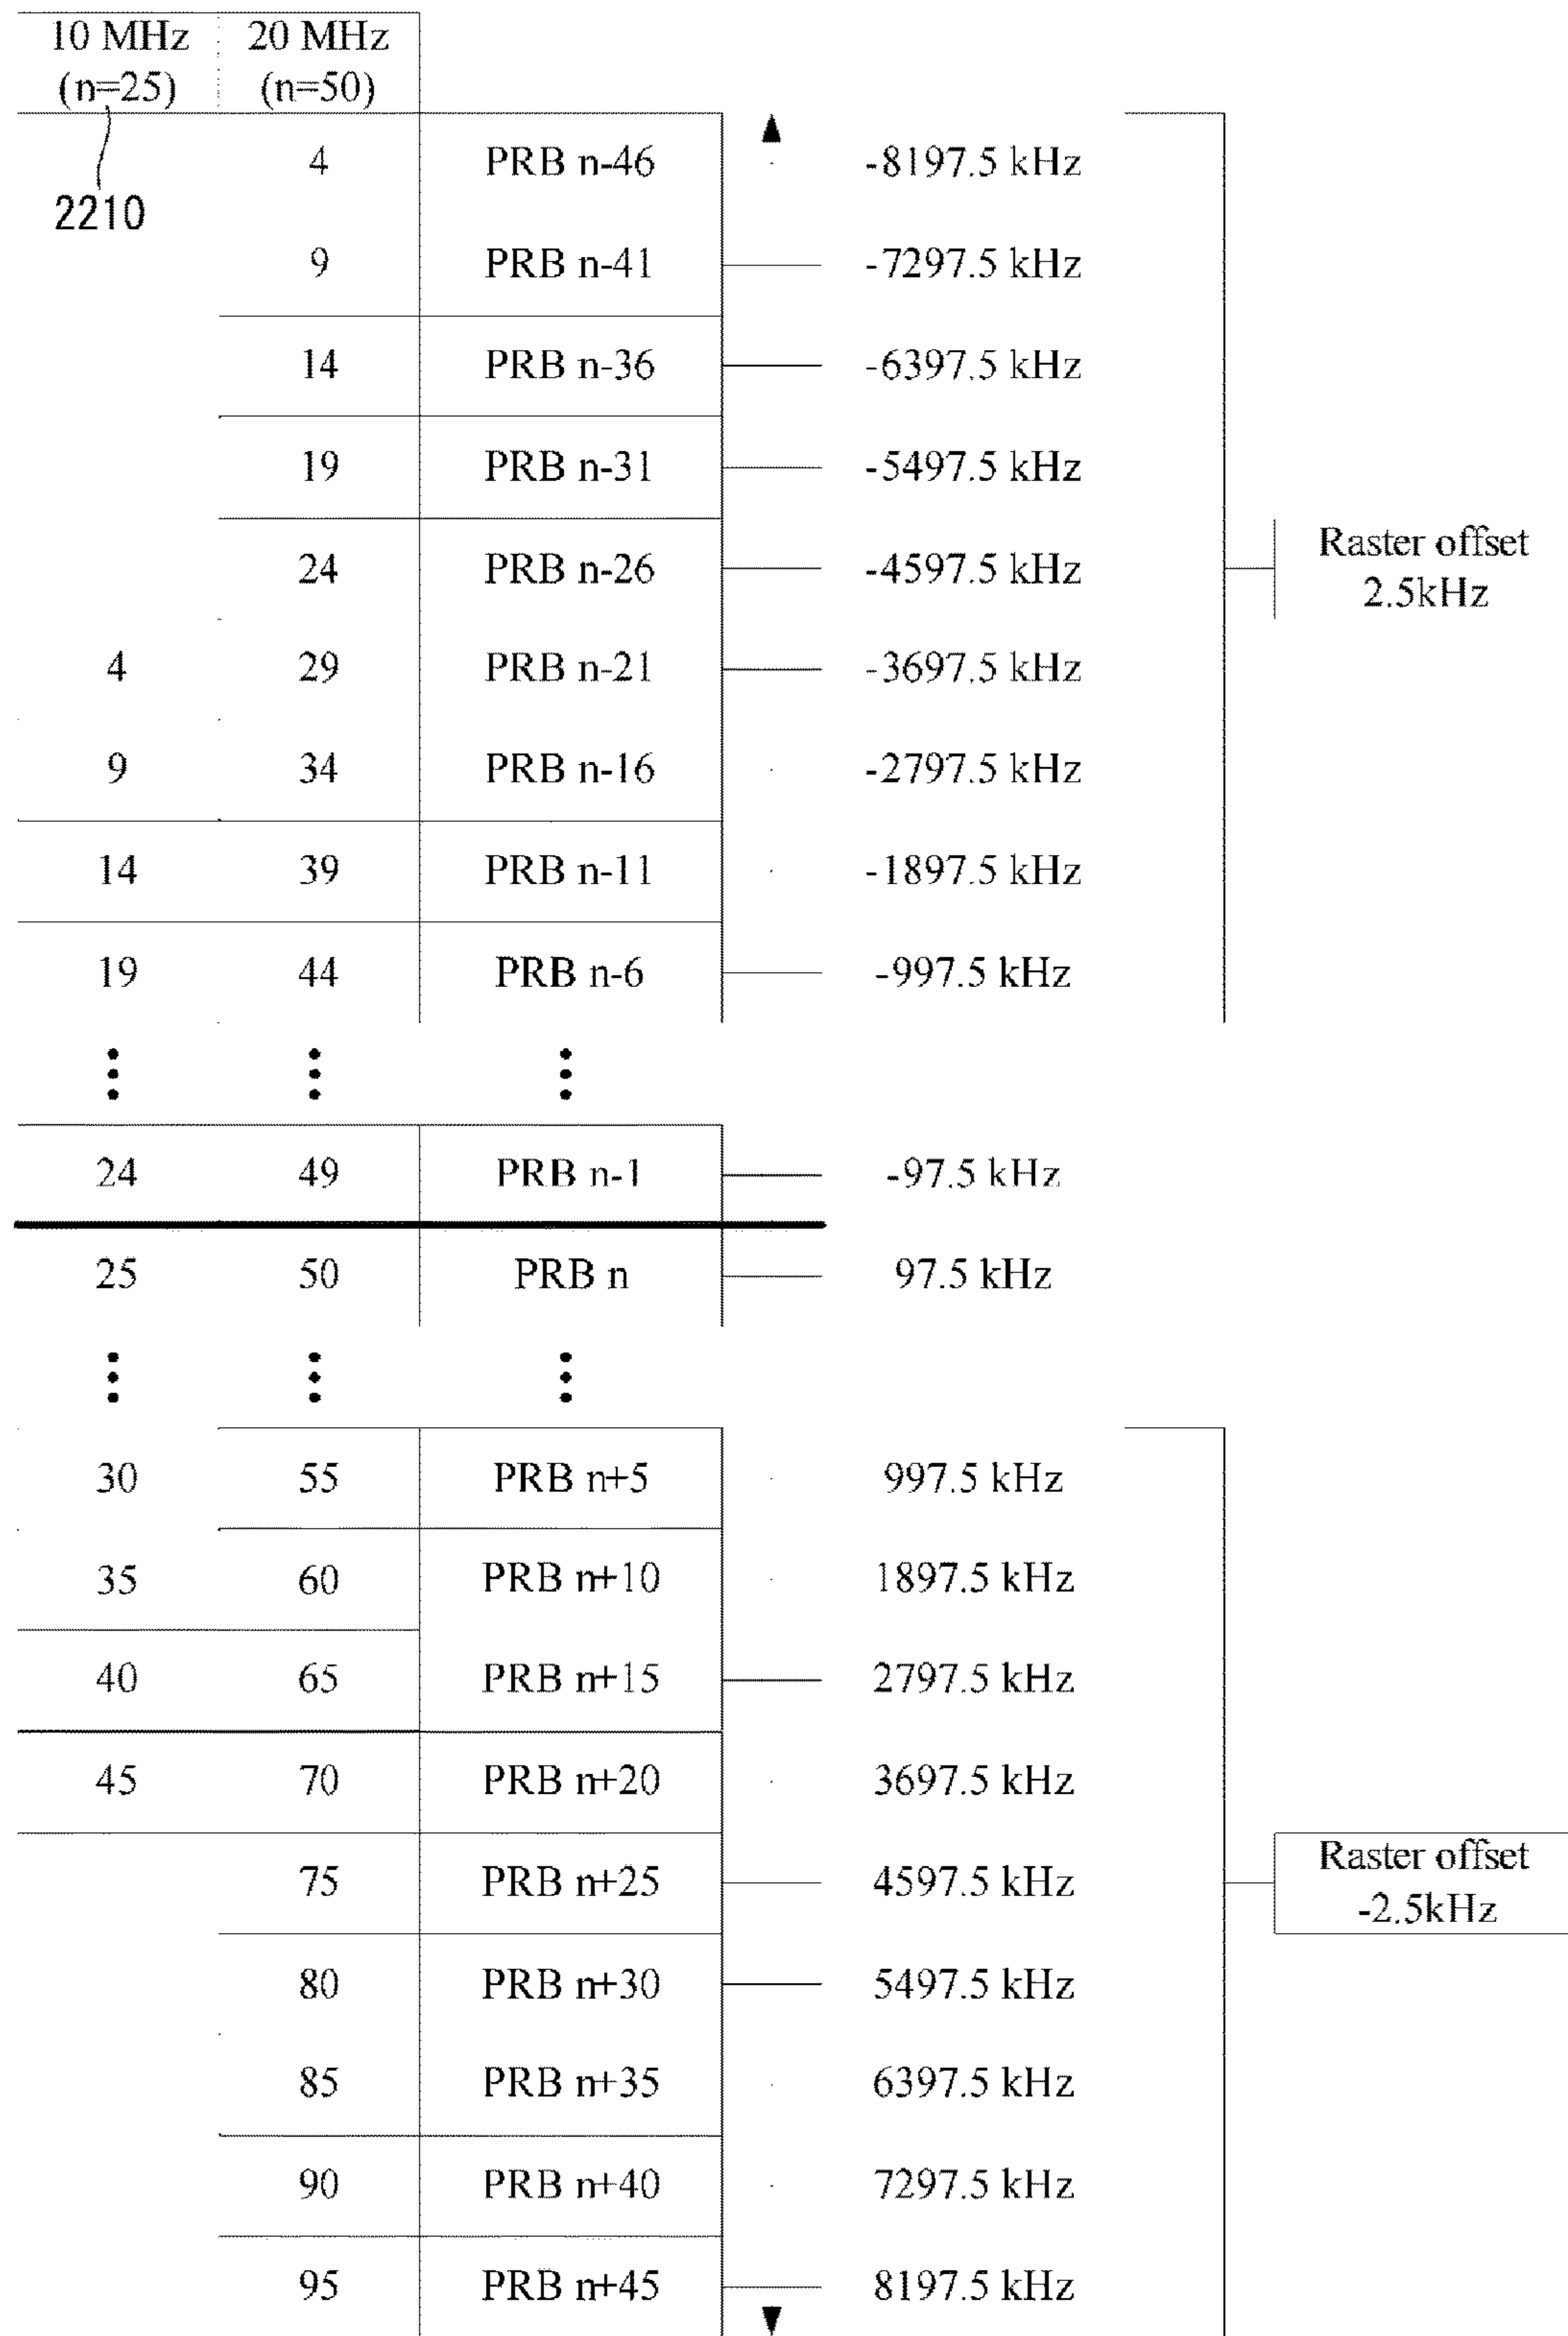 10 MHz 20 MHz
(n=25) (n=50)
4 PRB n-46 -8197.5 kHz
2210
9 PRB n-41 -7297.5 kHz
14 PRB n-36 -6397.5 kHz
19 PRB n-31 -5497.5 kHz
Raster offset
24 PRB n-26 -4597.5 kHz
2.5kHz
4 29 PRB n-21 -3697.5 kHz
9 34 PRB n-16 -2797.5 kHz
14 39 PRB n-11 -1897.5 kHz
19 44 PRB n-6 -997.5 kHz
24 49 PRB n-1 -97.5 kHz
25 50 PRB n 97.5 kHz
30 55 PRB n+5 997.5 kHz
35 60 PRB n+10 1897.5 kHz
40 65 PRB n+15 2797.5 kHz
45 70 PRB n+20 3697.5 kHz
Raster offset
75 PRB n+25 4597.5 kHz
-2.5kHz
80 PRB n+30 5497.5 kHz
85 PRB n+35 6397.5 kHz
90 PRB n+40 7297.5 kHz
95 PRB n+45 8197.5 kHz